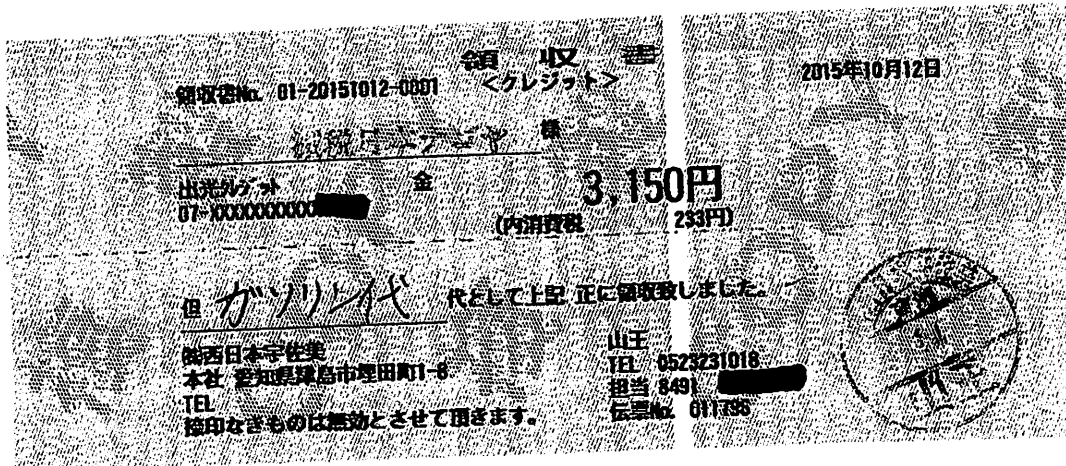 領 収 書
<クレジット>
2015年10月12日
領収書No. 01-20151012-0801
様
出光クレジット
07-XXXXXXXXXXX
金 3,150円
(内消費税 233円)
但 ガソリン代 代として上記 正に領収致しました。
㈱西日本宇佐美
本社 愛知県津島市埋田町1-8
TEL
捺印なきものは無効とさせて頂きます。
山王
TEL 0523231018
担当 8491
伝票No. 611796